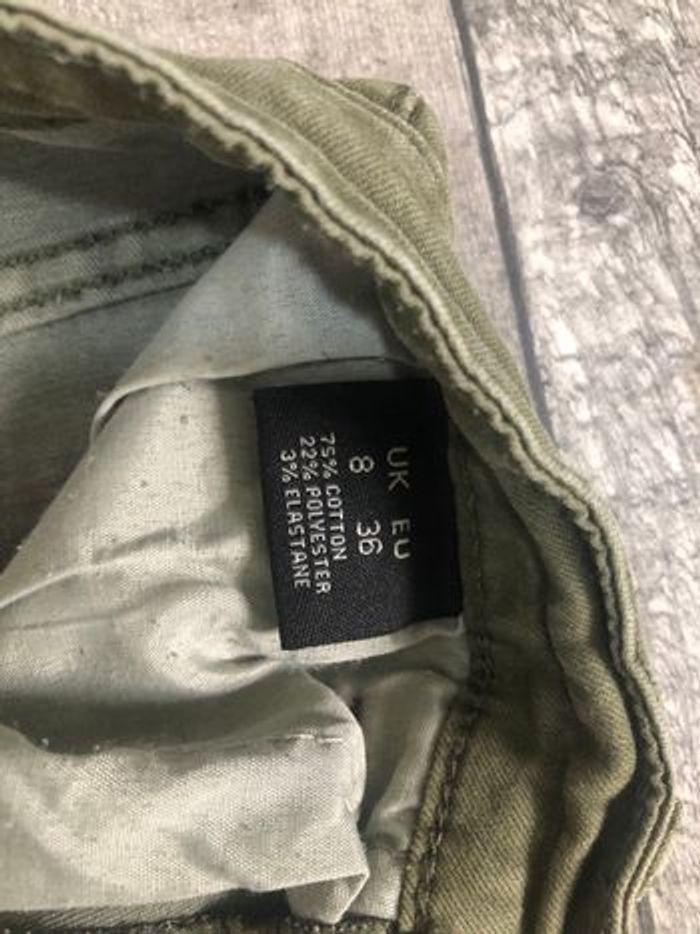 UK EU
8 36
75% COTTON
22% POLYESTER
3% ELASTANE